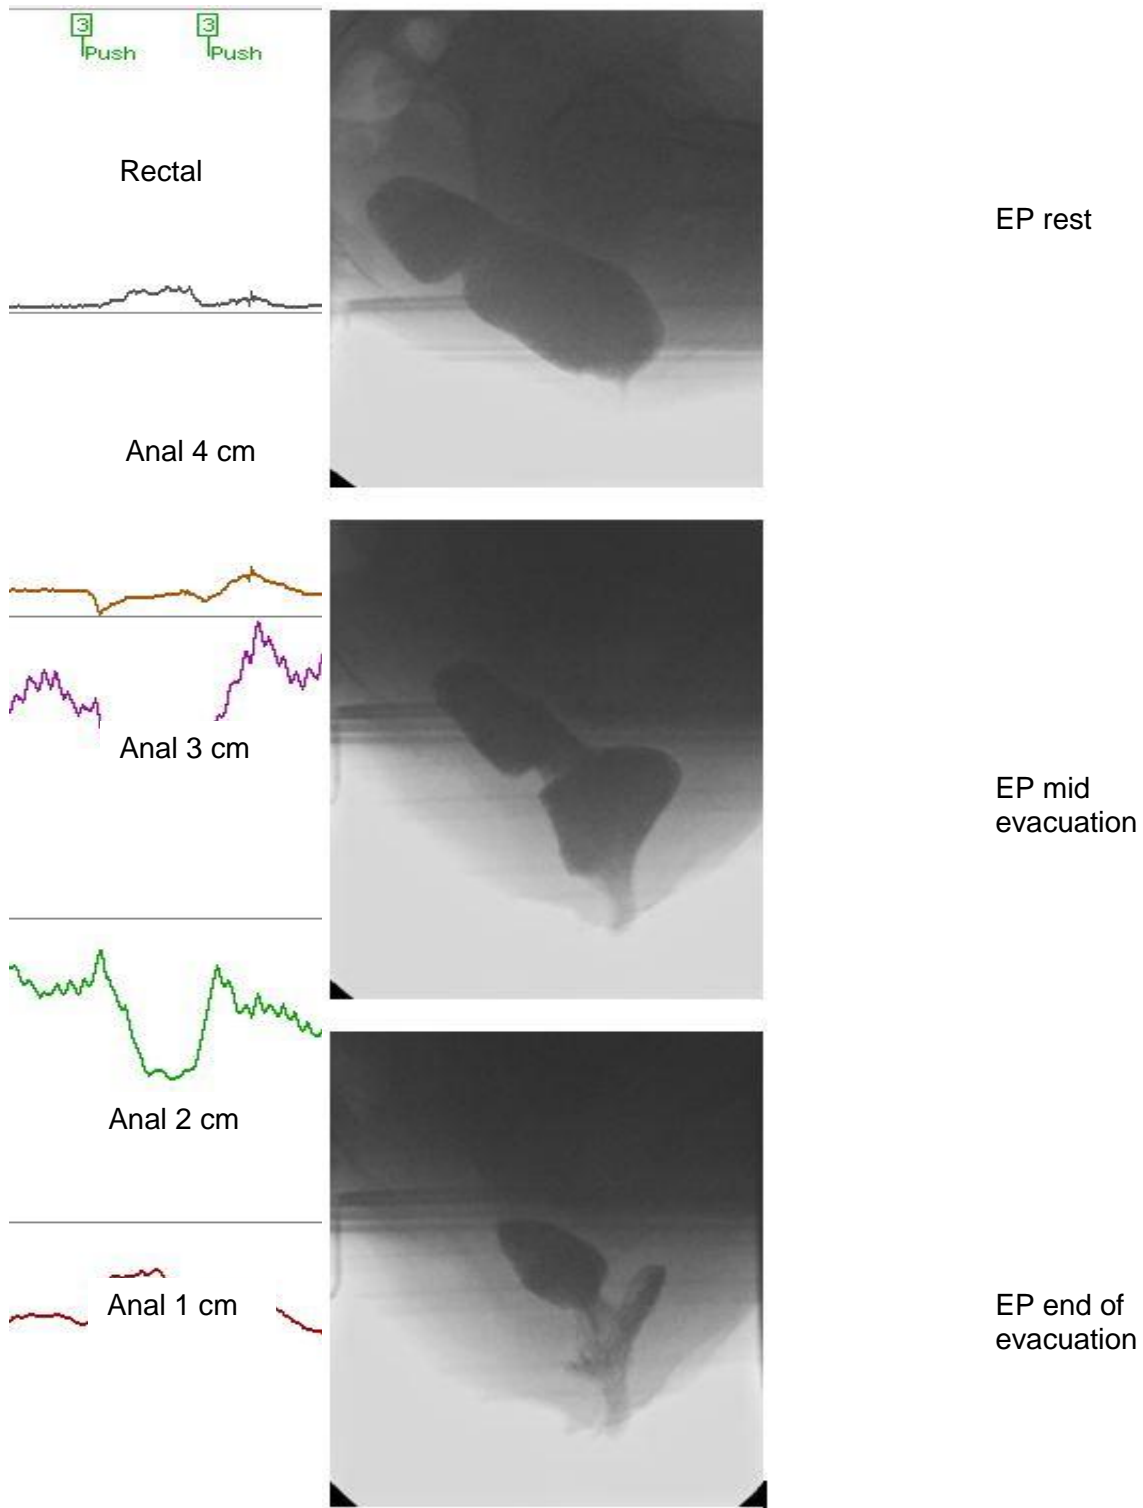 3 3
Push Push
Rectal
EP rest
Anal 4 cm
Anal 3 cm
EP mid
evacuation
Anal 2 cm
Anal 1 cm
EP end of
evacuation